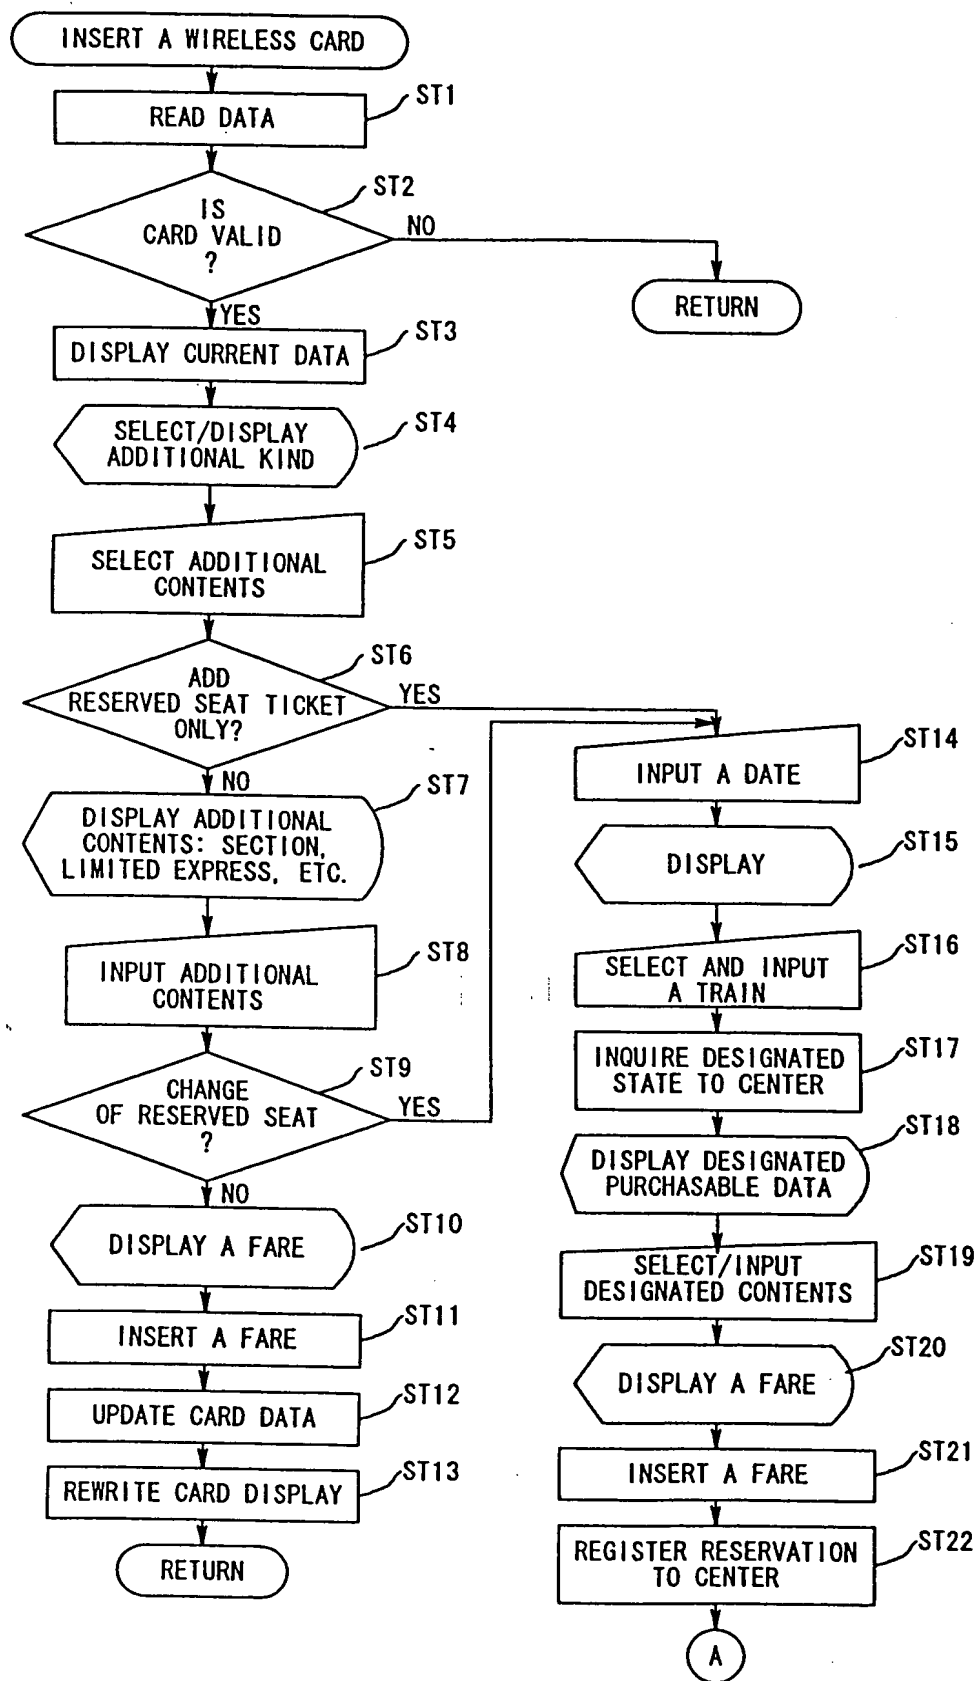 INSERT A WIRELESS CARD
ST1
READ DATA
ST2
IS
CARD VALID
?
NO
RETURN
YES
ST3
DISPLAY CURRENT DATA
ST4
SELECT/DISPLAY
ADDITIONAL KIND
ST5
SELECT ADDITIONAL
CONTENTS
ST6
ADD
RESERVED SEAT TICKET
ONLY?
YES
NO
ST7
DISPLAY ADDITIONAL
CONTENTS: SECTION,
LIMITED EXPRESS, ETC.
ST8
INPUT ADDITIONAL
CONTENTS
ST9
CHANGE
OF RESERVED SEAT
?
YES
NO
ST10
DISPLAY A FARE
ST11
INSERT A FARE
ST12
UPDATE CARD DATA
ST13
REWRITE CARD DISPLAY
RETURN
ST14
INPUT A DATE
ST15
DISPLAY
ST16
SELECT AND INPUT
A TRAIN
ST17
INQUIRE DESIGNATED
STATE TO CENTER
ST18
DISPLAY DESIGNATED
PURCHASABLE DATA
ST19
SELECT/INPUT
DESIGNATED CONTENTS
ST20
DISPLAY A FARE
ST21
INSERT A FARE
ST22
REGISTER RESERVATION
TO CENTER
A